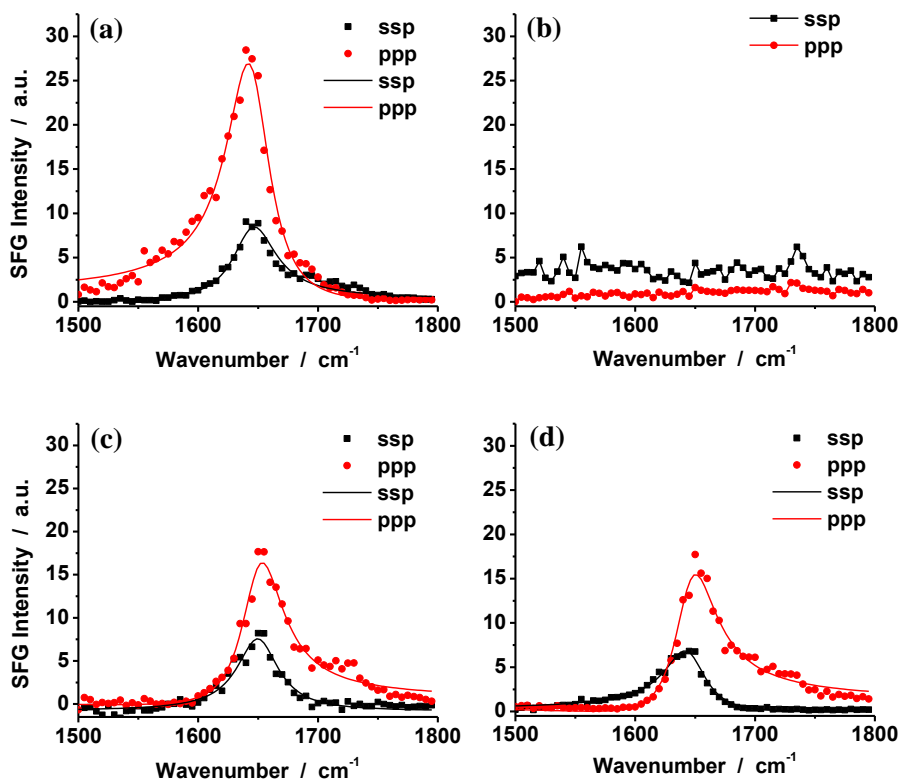 (a)
ssp
ppp
ssp
ppp
SFG Intensity / a.u.
30
25
20
15
10
5
0
1500 1600 1700 1800
Wavenumber / cm-1
(b)
ssp
ppp
30
25
20
15
10
5
0
1500 1600 1700 1800
Wavenumber / cm-1
(c)
ssp
ppp
ssp
ppp
SFG Intensity / a.u.
30
25
20
15
10
5
0
1500 1600 1700 1800
Wavenumber / cm-1
(d)
ssp
ppp
ssp
ppp
30
25
20
15
10
5
0
1500 1600 1700 1800
Wavenumber / cm-1